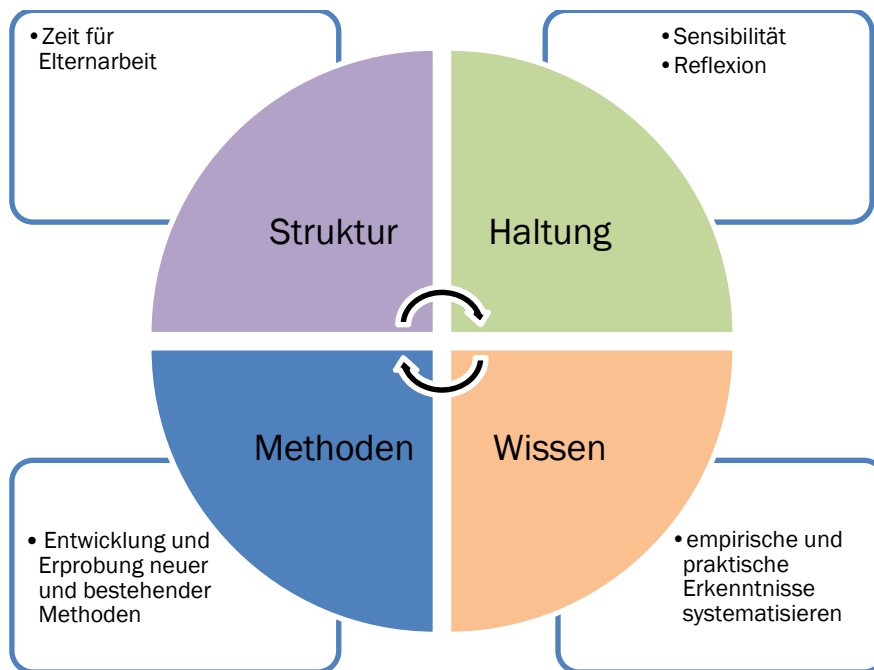 • Zeit für
Elternarbeit
• Sensibilität
• Reflexion
Struktur
Haltung
Methoden
Wissen
• Entwicklung und
Erprobung neuer
und bestehender
Methoden
• empirische und
praktische
Erkenntnisse
systematisieren